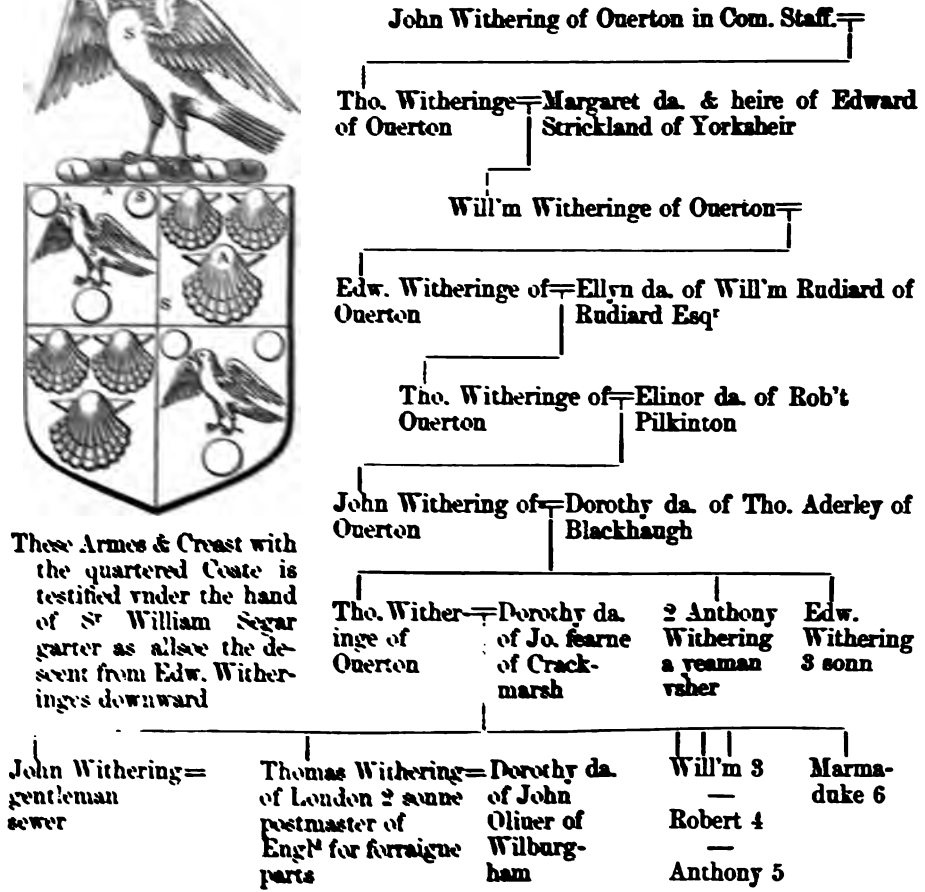 John Withering of Ouerton in Com. Staff.
Tho. Witheringe
of Ouerton
Margaret da. & heire of Edward
Strickland of Yorksheir
Will'm Witheringe of Ouerton
Edw. Witheringe of
Ouerton
Ellyn da. of Will'm Rudiard of
Rudiard Esqr
Tho. Witheringe of
Ouerton
Elinor da. of Rob't
Pilkinton
John Withering of
Ouerton
Dorothy da. of Tho. Aderley of
Blackhaugh
These Armes & Creast with
the quartered Coate is
testified vnder the hand
of Sr William Segar
garter as allsoe the de-
scent from Edw. Wither-
inges downward
Tho. Wither-
inge of
Ouerton
Dorothy da.
of Jo. fearne
of Crack-
marsh
2 Anthony
Withering
a yeaman
vsher
Edw.
Withering
3 sonn
John Withering
gentleman
sewer
Thomas Withering
of London 2 sonne
postmaster of
Englᵈ for forraigne
parts
Dorothy da.
of John
Oliuer of
Wilburg-
ham
Will'm 3
Robert 4
Anthony 5
Marma-
duke 6
S
A
A
S
A
S